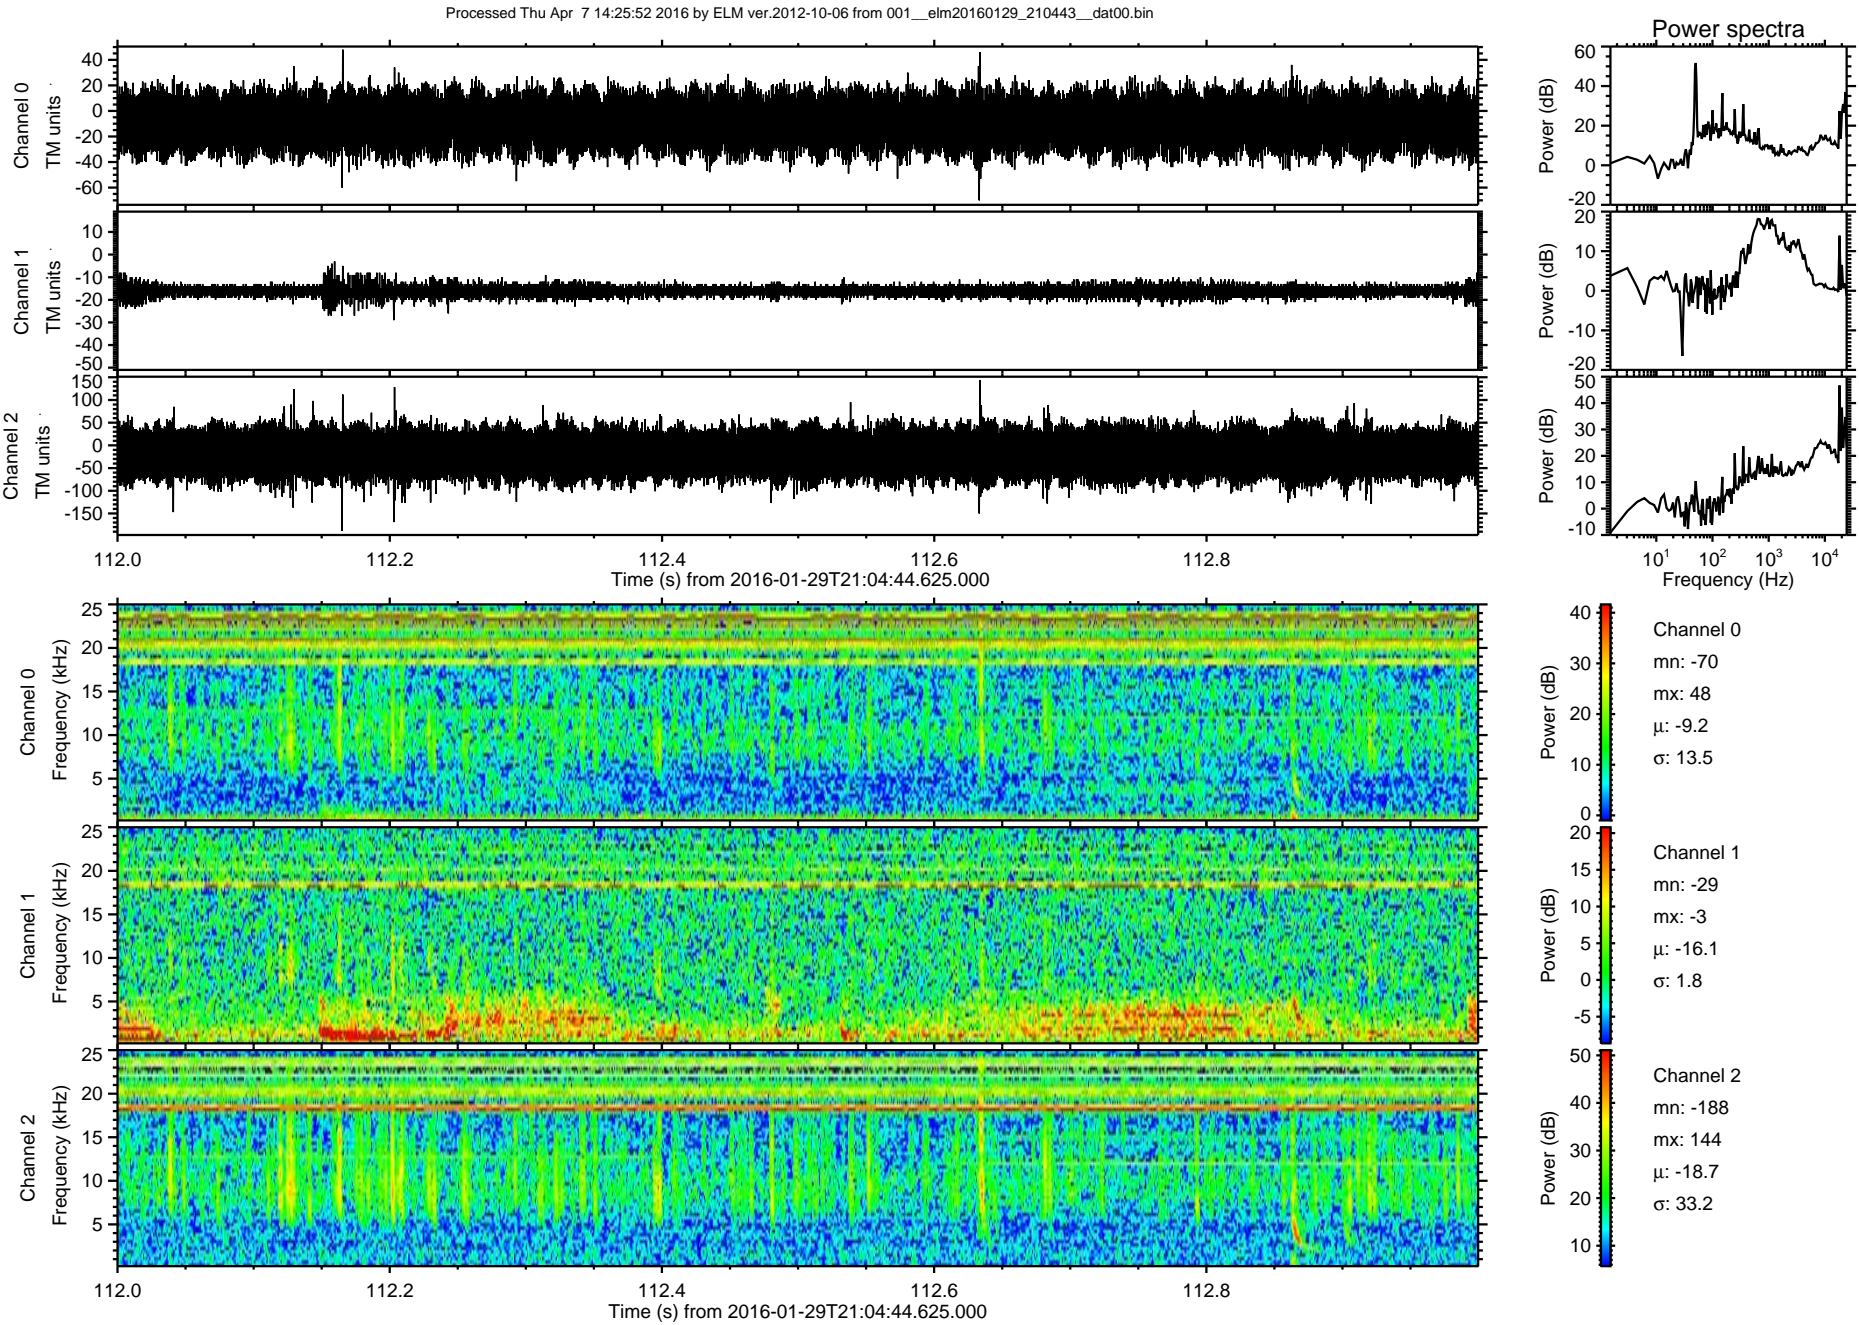 Processed Thu Apr  7 14:25:52 2016 by ELM ver.2012-10-06 from 001__elm20160129_210443__dat00.bin
Power spectra
Channel 0
TM units
40
20
0
-20
-40
-60
Power (dB)
60
40
20
0
-20
Channel 1
TM units
10
0
-10
-20
-30
-40
-50
Power (dB)
20
10
0
-10
-20
Channel 2
TM units
150
100
50
0
-50
-100
-150
Power (dB)
50
40
30
20
10
0
-10
112.0 112.2 112.4 112.6 112.8
Time (s) from 2016-01-29T21:04:44.625.000
10^1 10^2 10^3 10^4
Frequency (Hz)
Channel 0
Frequency (kHz)
25
20
15
10
5
Power (dB)
40
30
20
10
0
Channel 0
mn: -70
mx: 48
μ: -9.2
σ: 13.5
Channel 1
Frequency (kHz)
25
20
15
10
5
Power (dB)
20
15
10
5
0
-5
Channel 1
mn: -29
mx: -3
μ: -16.1
σ: 1.8
Channel 2
Frequency (kHz)
25
20
15
10
5
Power (dB)
50
40
30
20
10
Channel 2
mn: -188
mx: 144
μ: -18.7
σ: 33.2
112.0 112.2 112.4 112.6 112.8
Time (s) from 2016-01-29T21:04:44.625.000